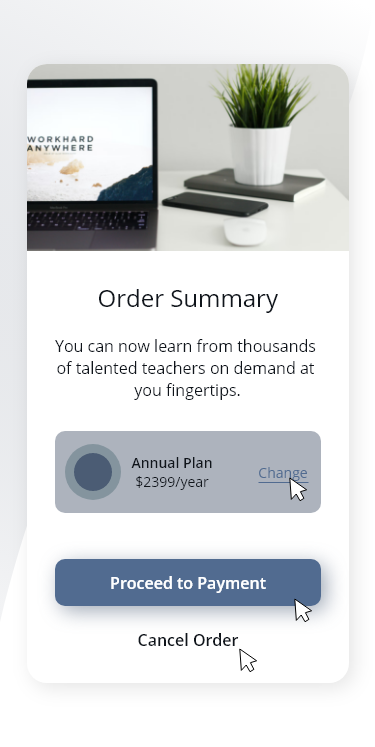 WORKHARD
ANYWHERE
Order Summary
You can now learn from thousands
of talented teachers on demand at
you fingertips.
Annual Plan
$2399/year
Change
Proceed to Payment
Cancel Order